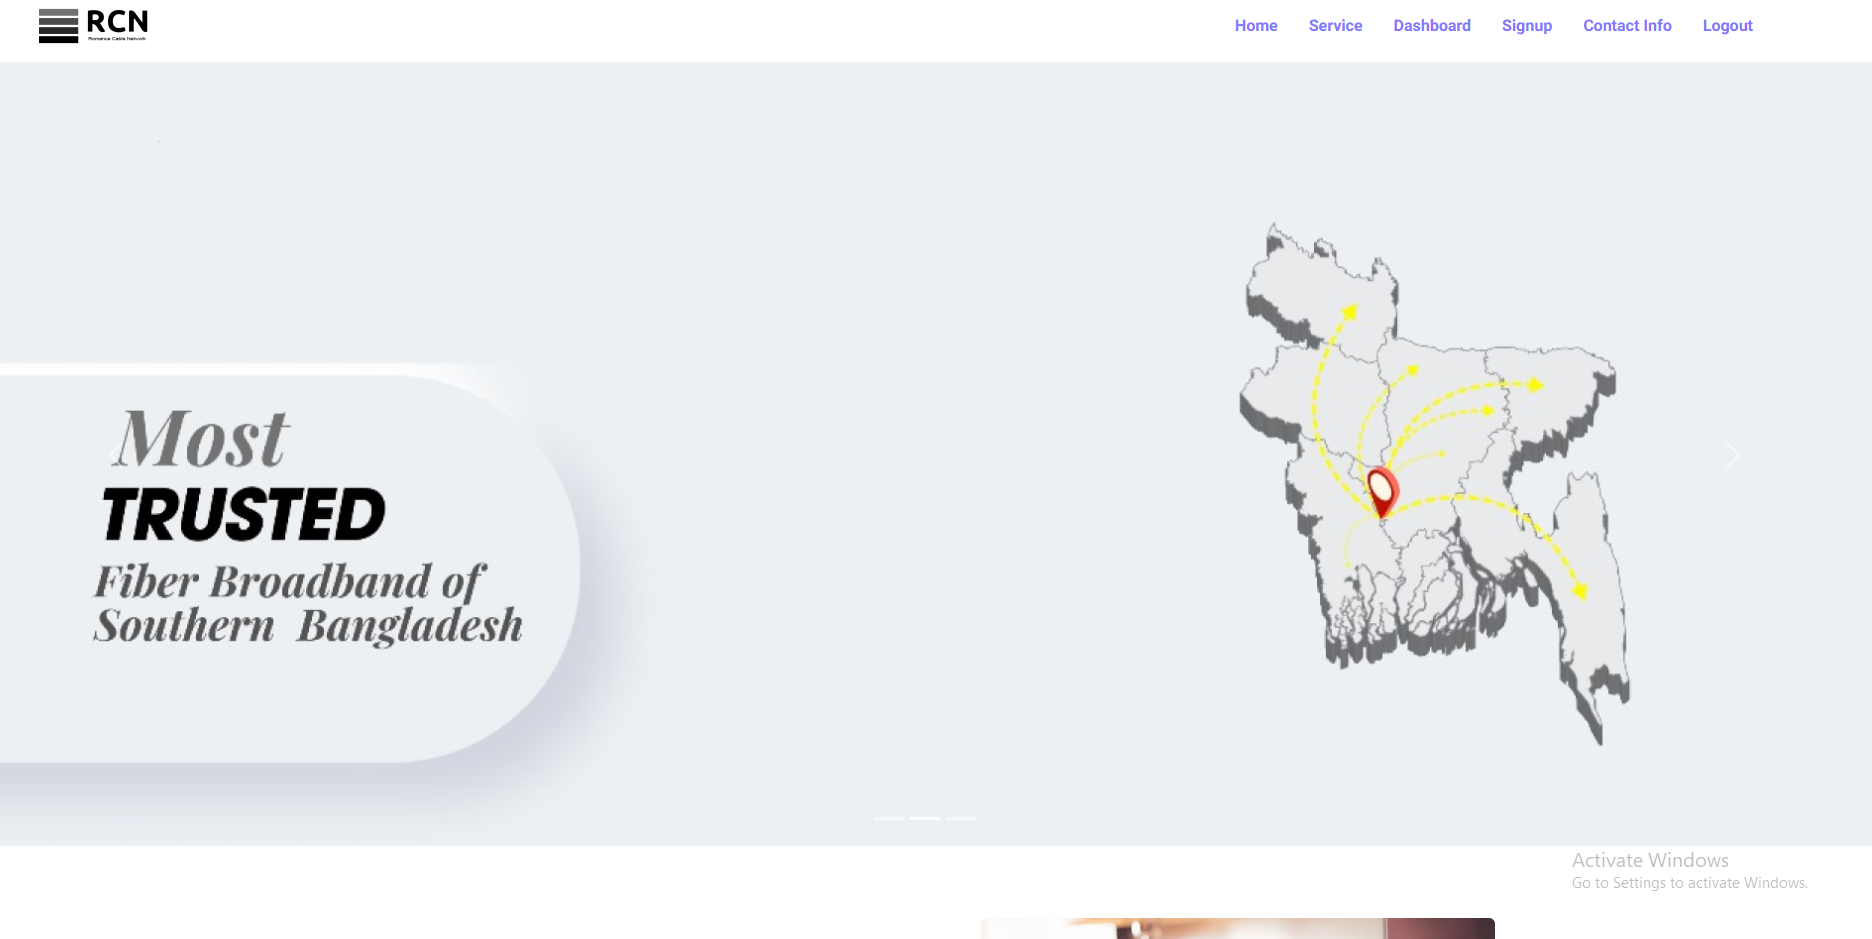 RCN
Romance Cable Network
Home Service Dashboard Signup Contact Info Logout
Most
TRUSTED
Fiber Broadband of
Southern Bangladesh
Activate Windows
Go to Settings to activate Windows.